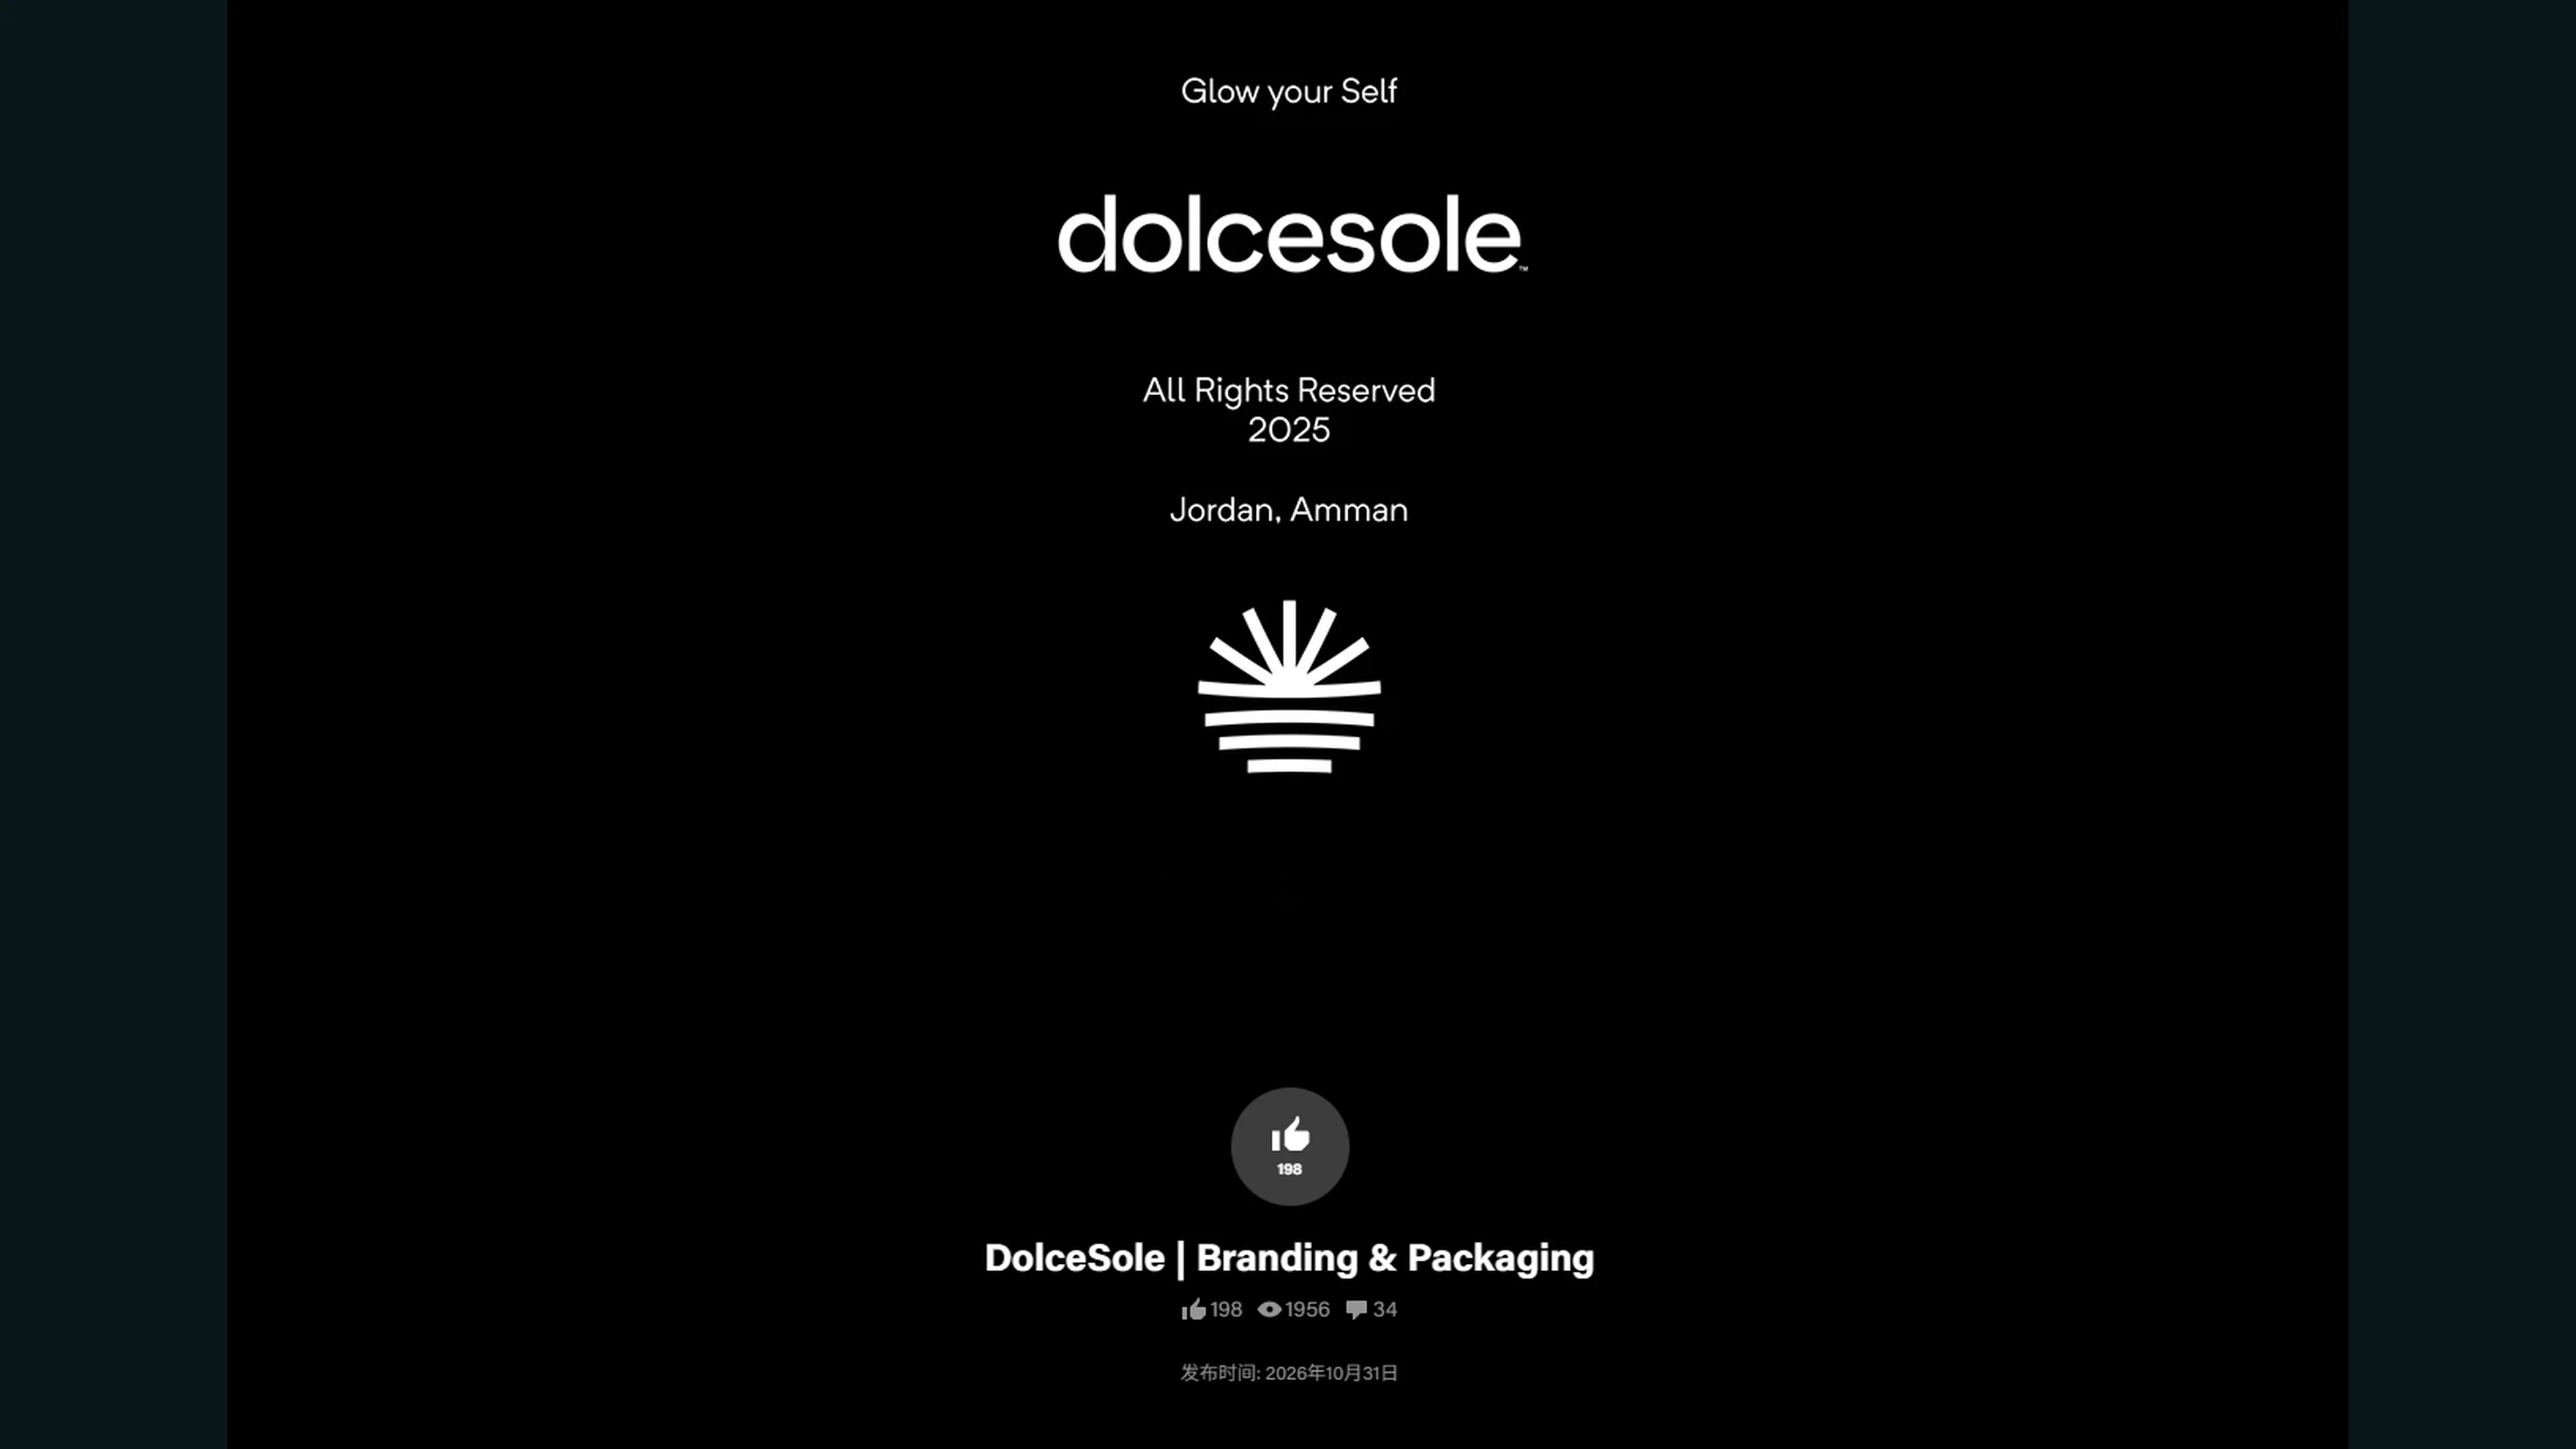 Glow your Self
dolcesole™
All Rights Reserved
2025
Jordan, Amman
198
DolceSole | Branding & Packaging
198 1956 34
发布时间: 2026年10月31日